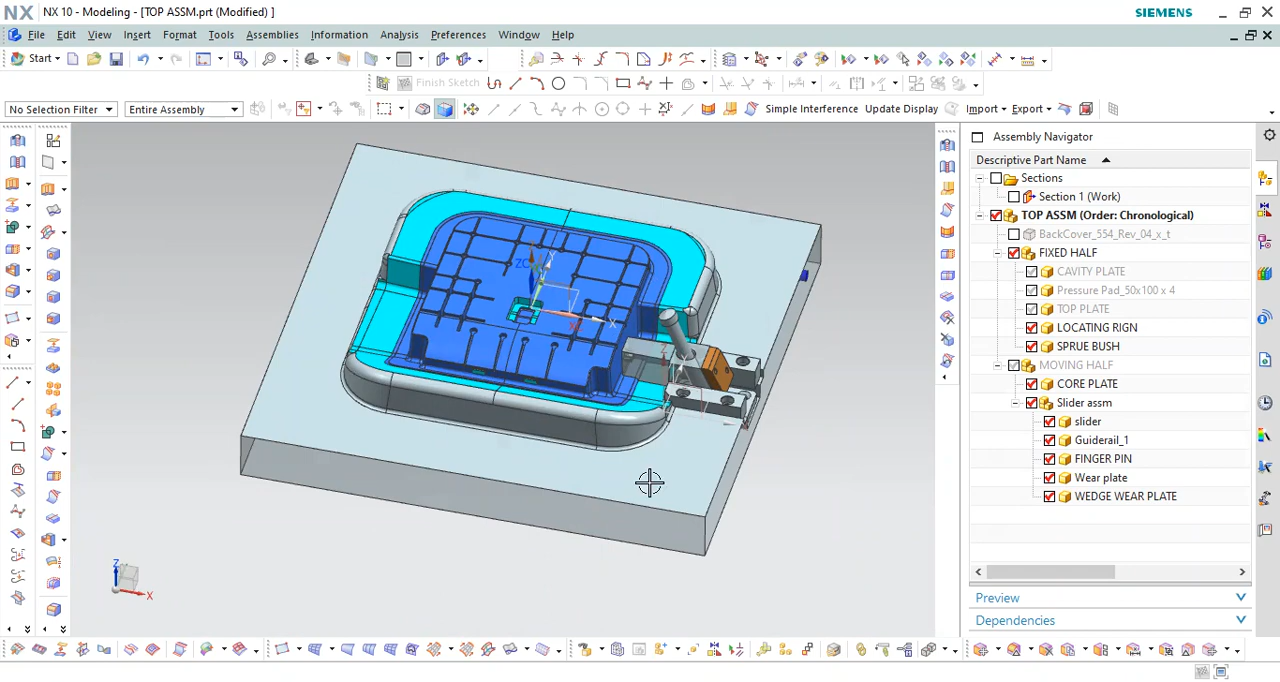 NX NX 10 - Modeling - [TOP ASSM.prt (Modified) ] SIEMENS
File Edit View Insert Format Tools Assemblies Information Analysis Preferences Window Help
Start
Finish Sketch
No Selection Filter Entire Assembly Simple Interference Update Display Import Export
Assembly Navigator
Descriptive Part Name
Sections
Section 1 (Work)
TOP ASSM (Order: Chronological)
BackCover_554_Rev_04_x_t
FIXED HALF
CAVITY PLATE
Pressure Pad_50x100 x 4
TOP PLATE
LOCATING RIGN
SPRUE BUSH
MOVING HALF
CORE PLATE
Slider assm
slider
Guiderail_1
FINGER PIN
Wear plate
WEDGE WEAR PLATE
Preview
Dependencies
Y
X
Z
X